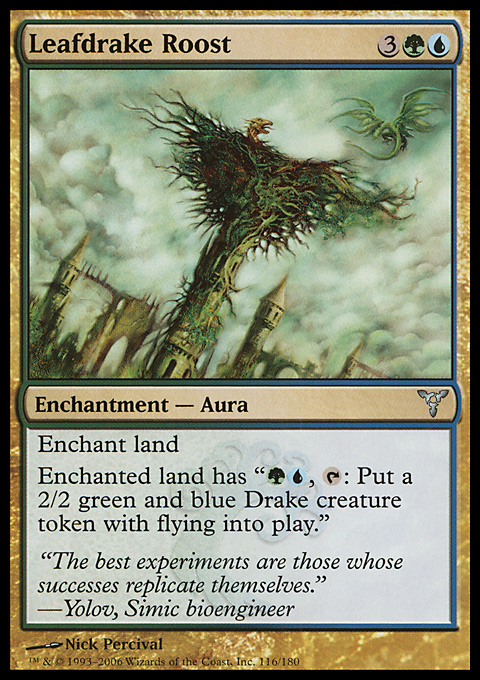 Leafdrake Roost 3
Enchantment — Aura
Enchant land
Enchanted land has “ , : Put a
2/2 green and blue Drake creature
token with flying into play.”
“The best experiments are those whose
successes replicate themselves.”
—Yolov, Simic bioengineer
Nick Percival
™ & © 1993–2006 Wizards of the Coast, Inc. 116/180